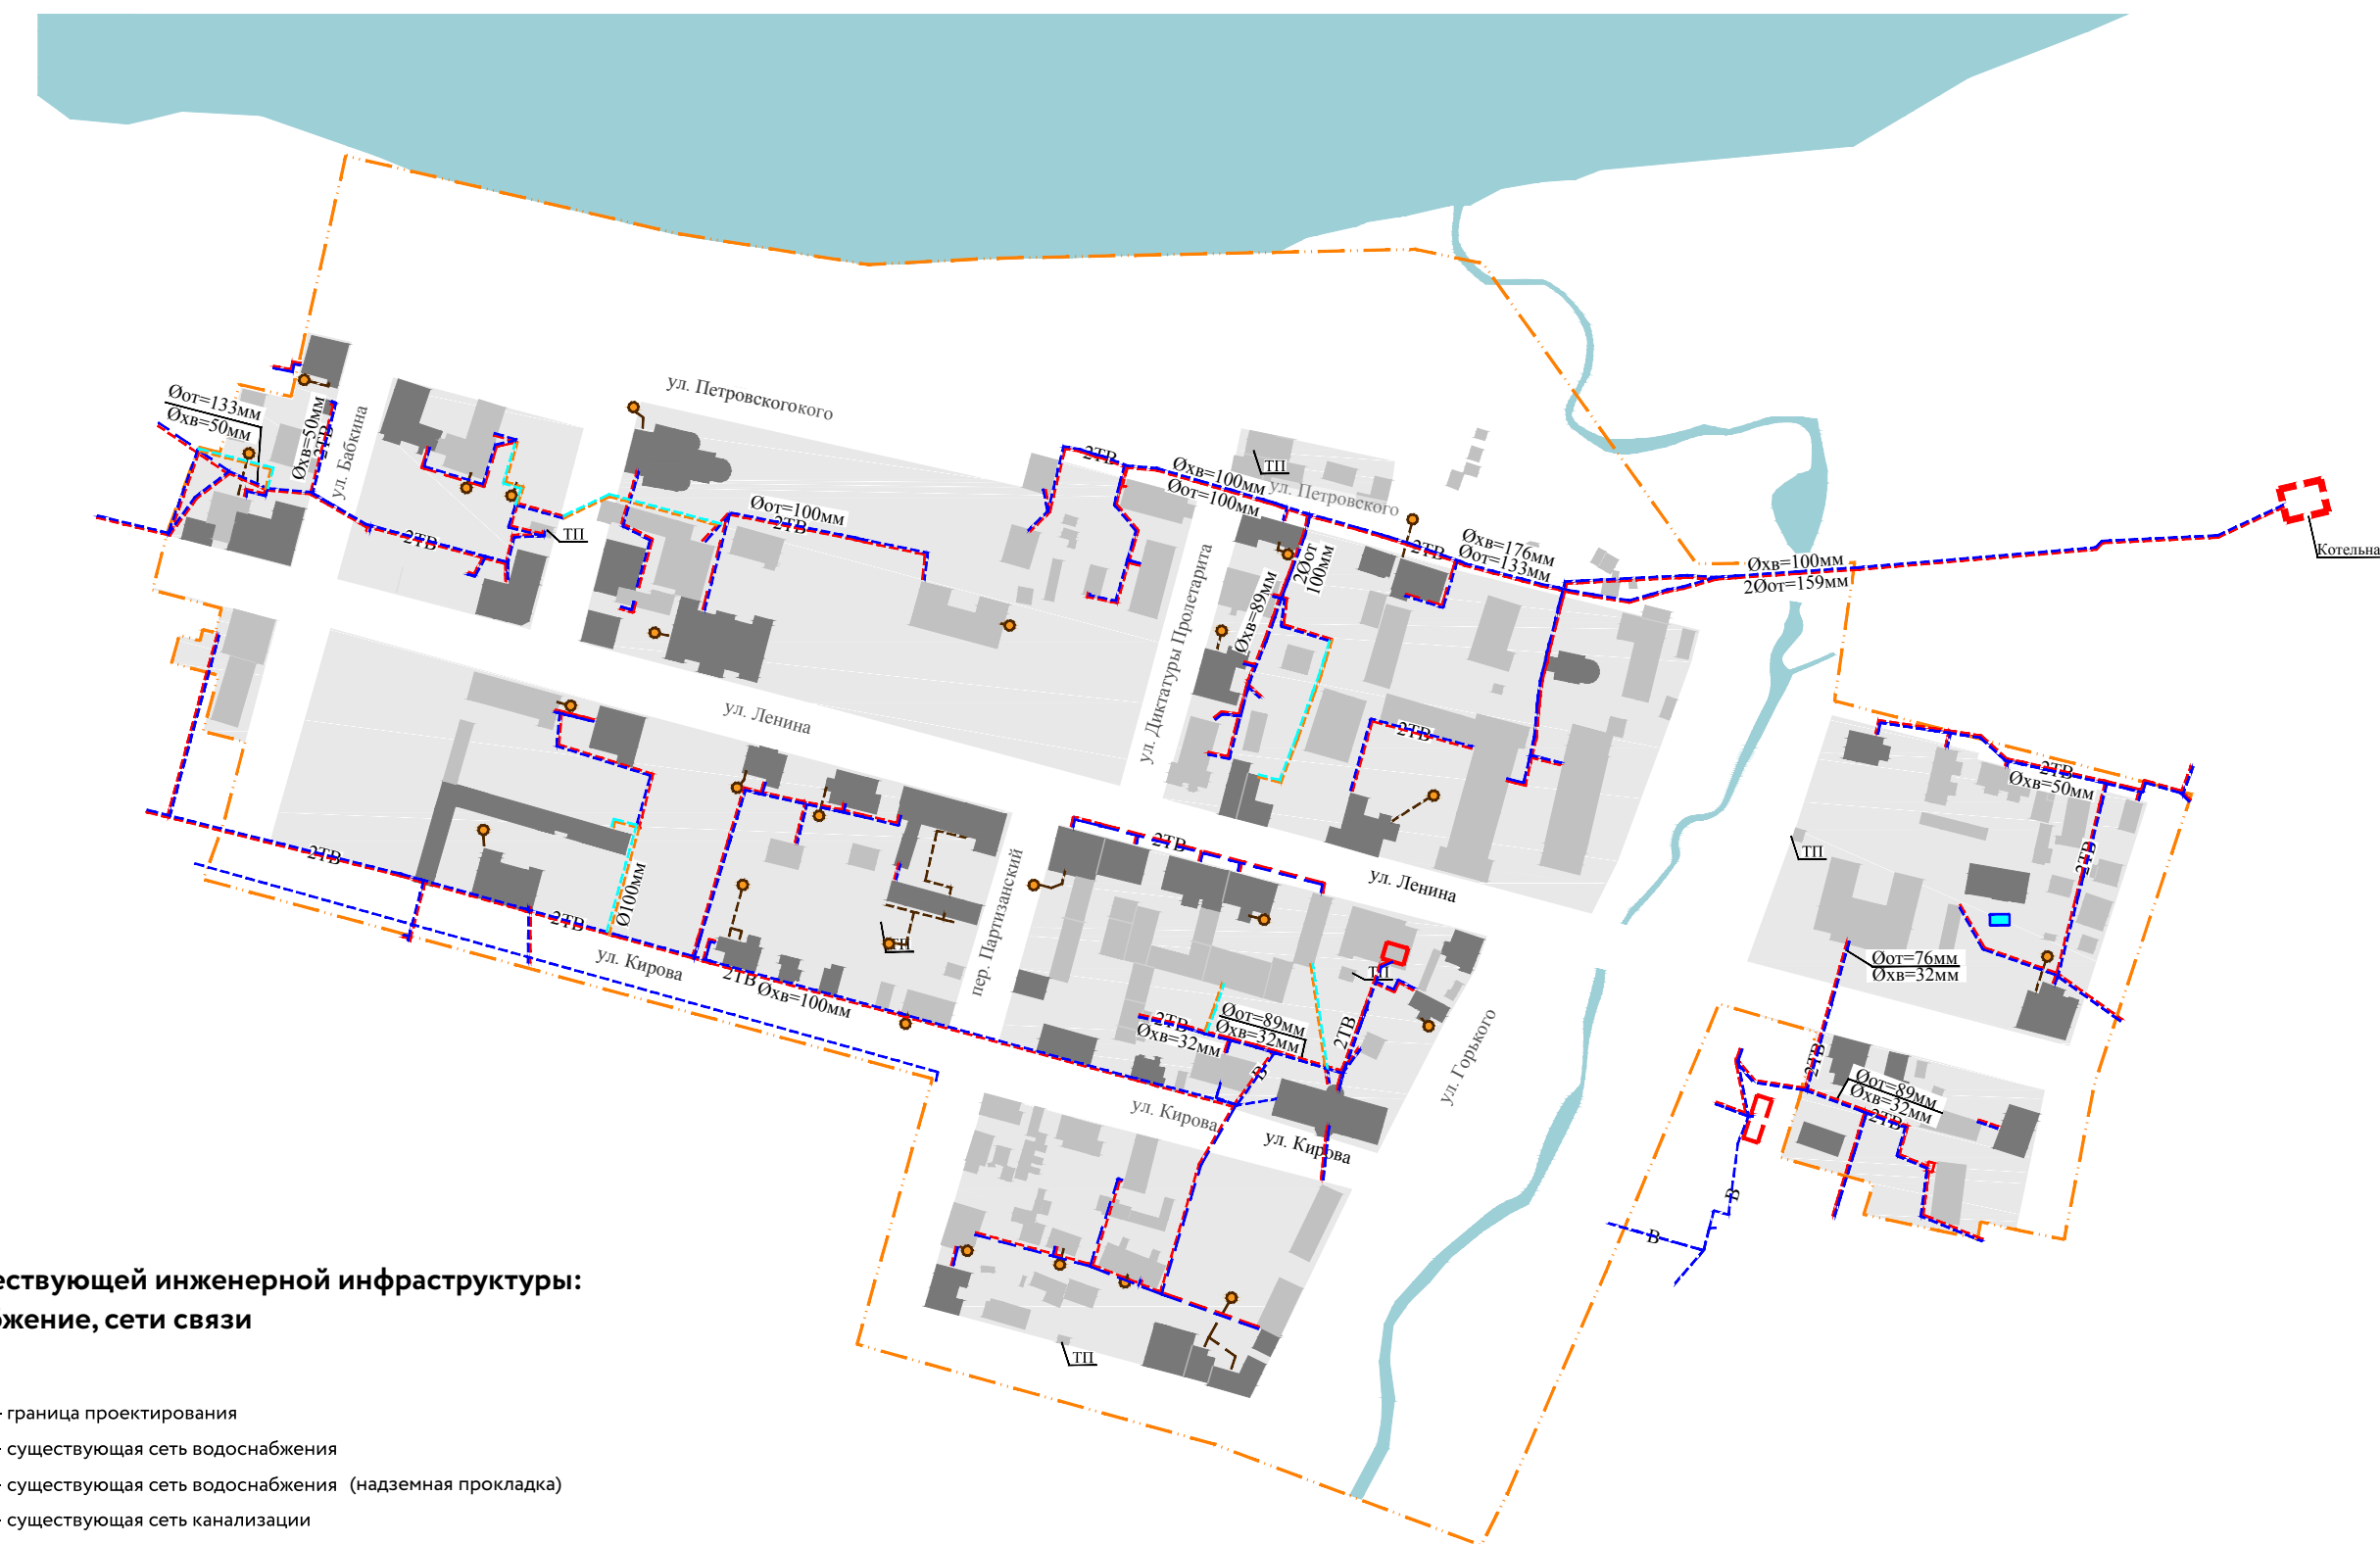 ул. Петровскогокого
Øот=133мм
Øхв=50мм
Øхв=50мм
2ТВ
ул. Бабкина
2ТВ
ТП
Øот=100мм
2ТВ
2ТВ
Øхв=100мм
Øот=100мм
ТП
ул. Петровского
2Øот
100мм
Øхв=89мм
ул. Диктатуры Пролетариата
2ТВ
Øхв=176мм
Øот=133мм
Øхв=100мм
2Øот=159мм
Котельна
ул. Ленина
2ТВ
2ТВ
Øхв=50мм
2ТВ
ТП
2ТВ
2ТВ
Ø100мм
ул. Кирова
2ТВ
Øхв=100мм
ТП
пер. Партизанский
2ТВ
ул. Ленина
ТП
2ТВ
Øхв=32мм
Øот=89мм
Øхв=32мм
2ТВ
В
ул. Горького
ул. Кирова
ул. Кирова
Øот=76мм
Øхв=32мм
2ТВ
Øот=89мм
Øхв=32мм
2ТВ
В
В
ТП
ествующей инженерной инфраструктуры:
жение, сети связи
- граница проектирования
- существующая сеть водоснабжения
- существующая сеть водоснабжения (надземная прокладка)
- существующая сеть канализации